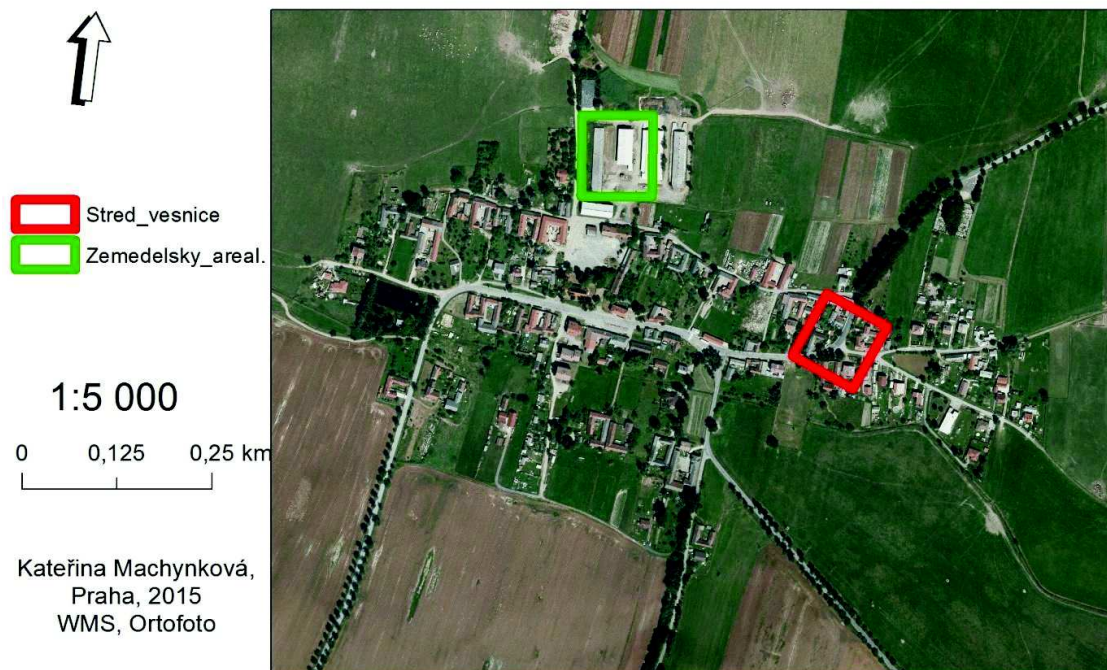 Stred_vesnice
Zemedelsky_areal.
1:5 000
0 0,125 0,25 km
Kateřina Machynková,
Praha, 2015
WMS, Ortofoto